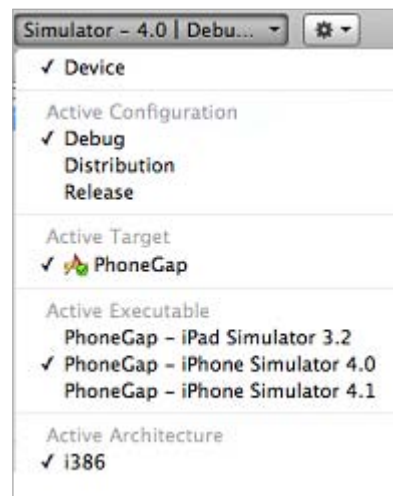 Simulator – 4.0 | Debu...
✓ Device
Active Configuration
✓ Debug
Distribution
Release
Active Target
✓ PhoneGap
Active Executable
PhoneGap – iPad Simulator 3.2
✓ PhoneGap – iPhone Simulator 4.0
PhoneGap – iPhone Simulator 4.1
Active Architecture
✓ i386